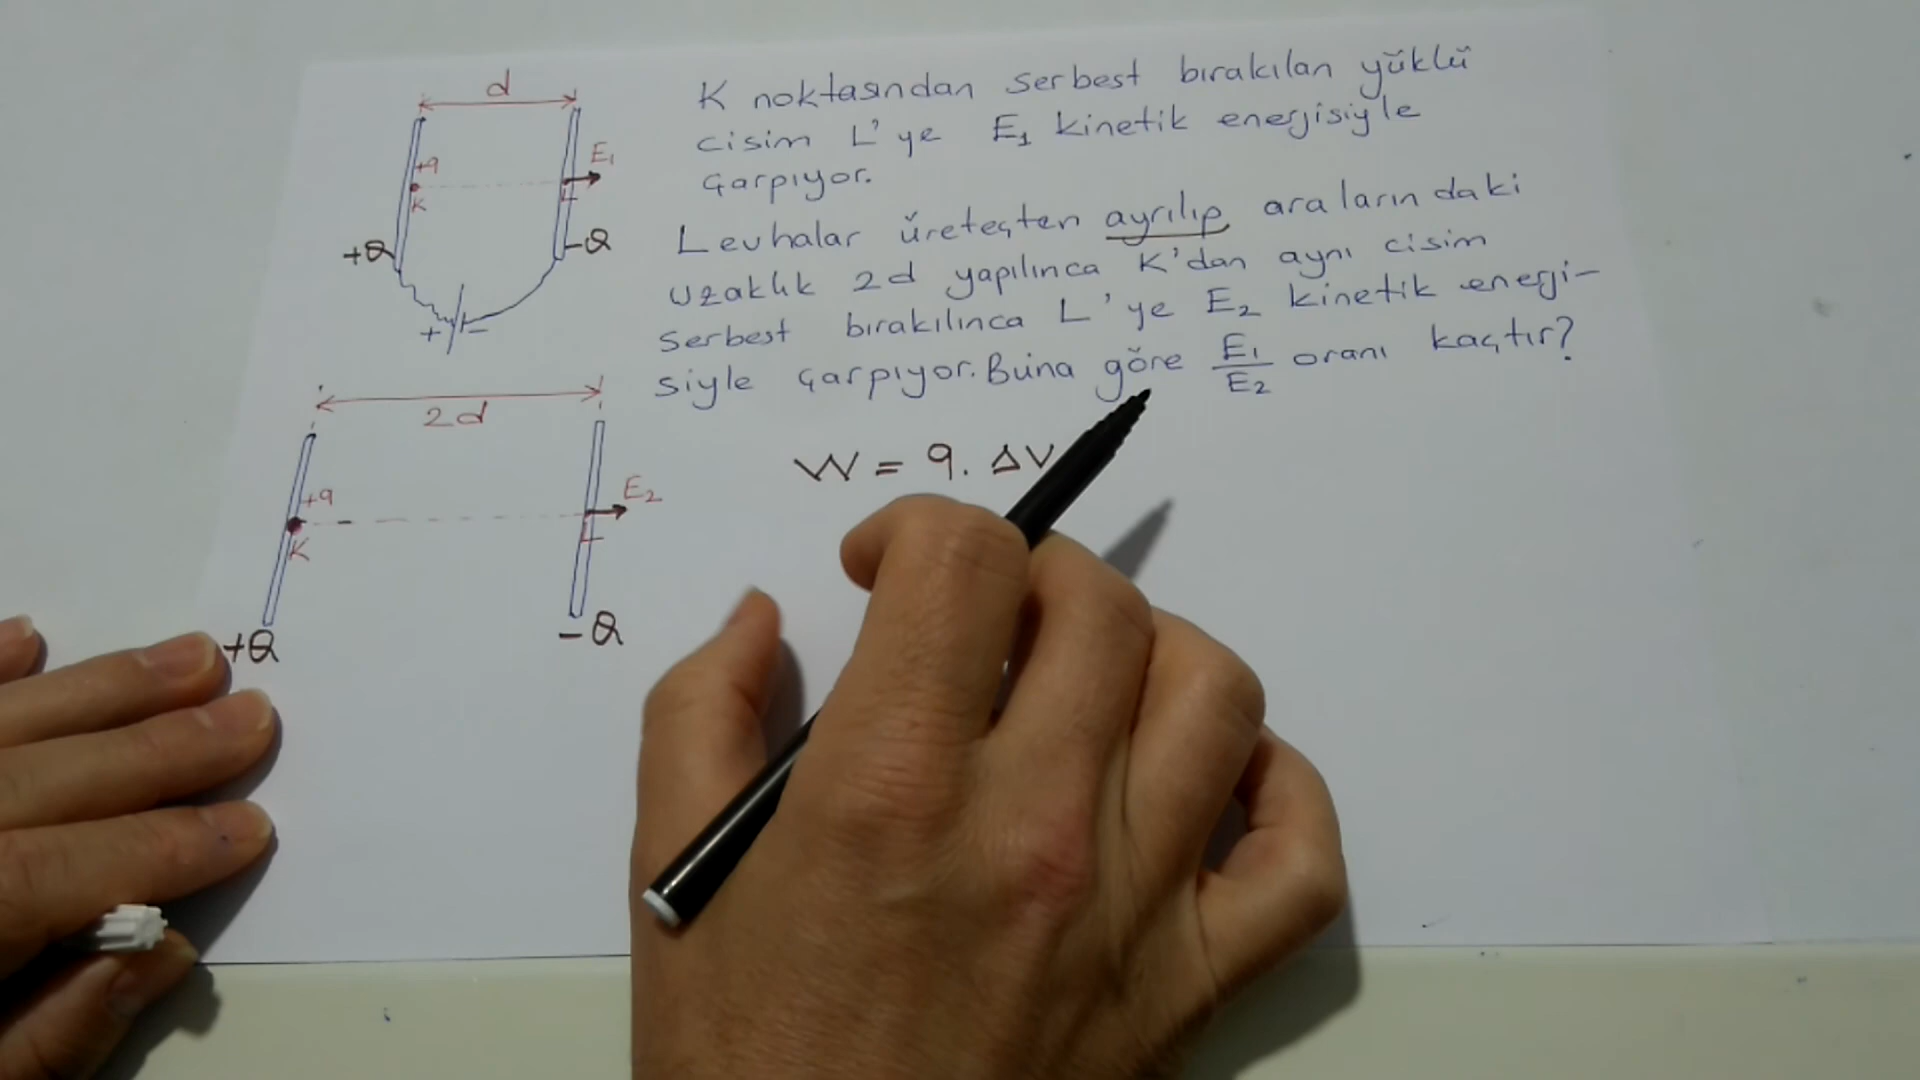 d
+q
K
E₁
L
+Q
-Q
+ -
K noktasından serbest bırakılan yüklü
cisim L'ye E₁ kinetik enerjisiyle
çarpıyor.
Levhalar üreteçten ayrılıp aralarındaki
uzaklık 2d yapılınca K'dan aynı cisim
serbest bırakılınca L'ye E₂ kinetik enerji-
siyle çarpıyor. Buna göre E₁/E₂ oranı kaçtır?
2d
+q
K
E₂
L
+Q
-Q
W = q. ΔV